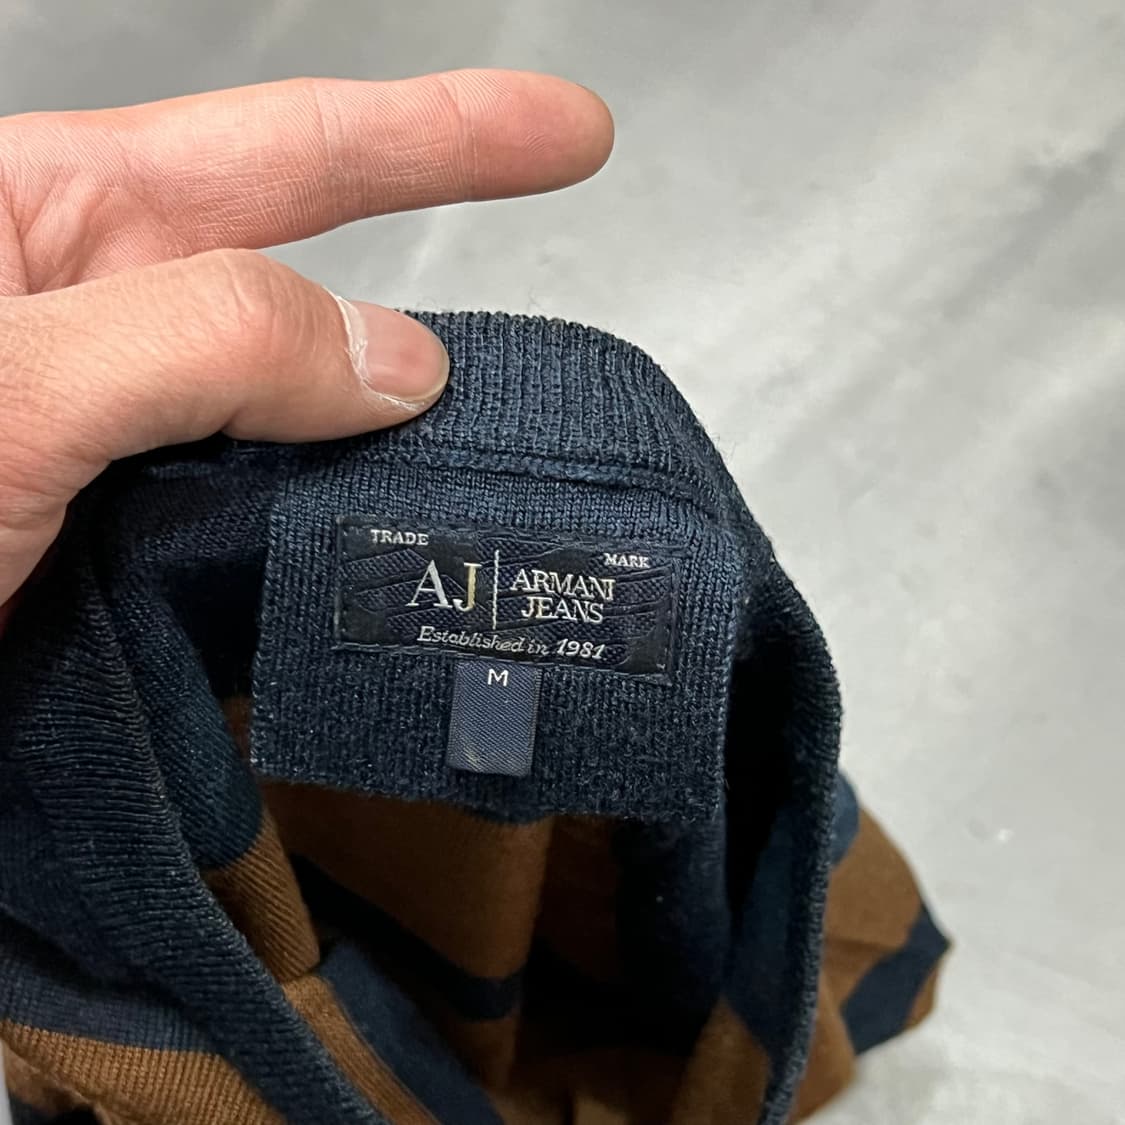 TRADE MARK
AJ ARMANI
JEANS
Established in 1981
M